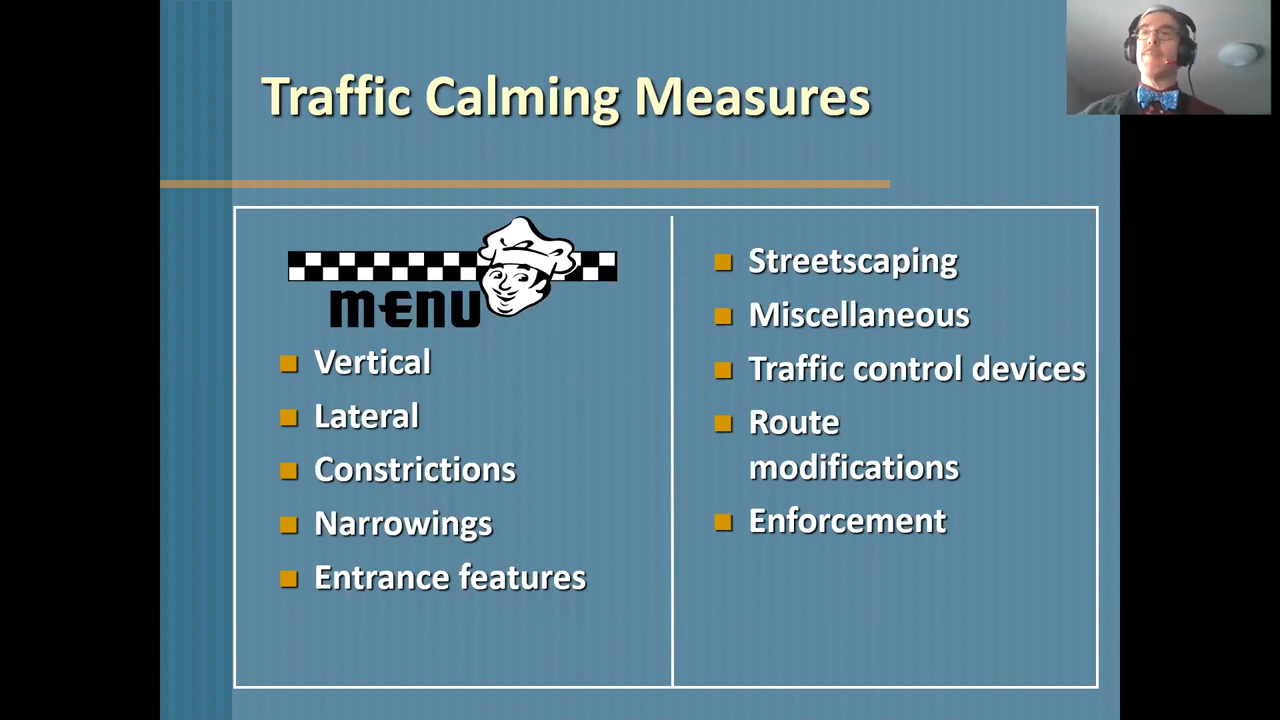 Traffic Calming Measures
MENU
Vertical
Lateral
Constrictions
Narrowings
Entrance features
Streetscaping
Miscellaneous
Traffic control devices
Route
modifications
Enforcement